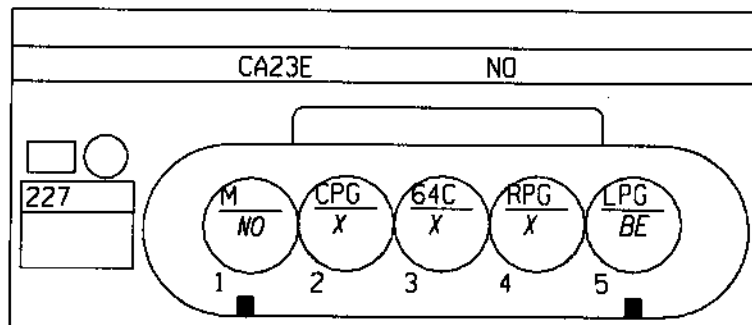 CA23E NO
227
M CPG 64C RPG LPG
NO X X X BE
1 2 3 4 5